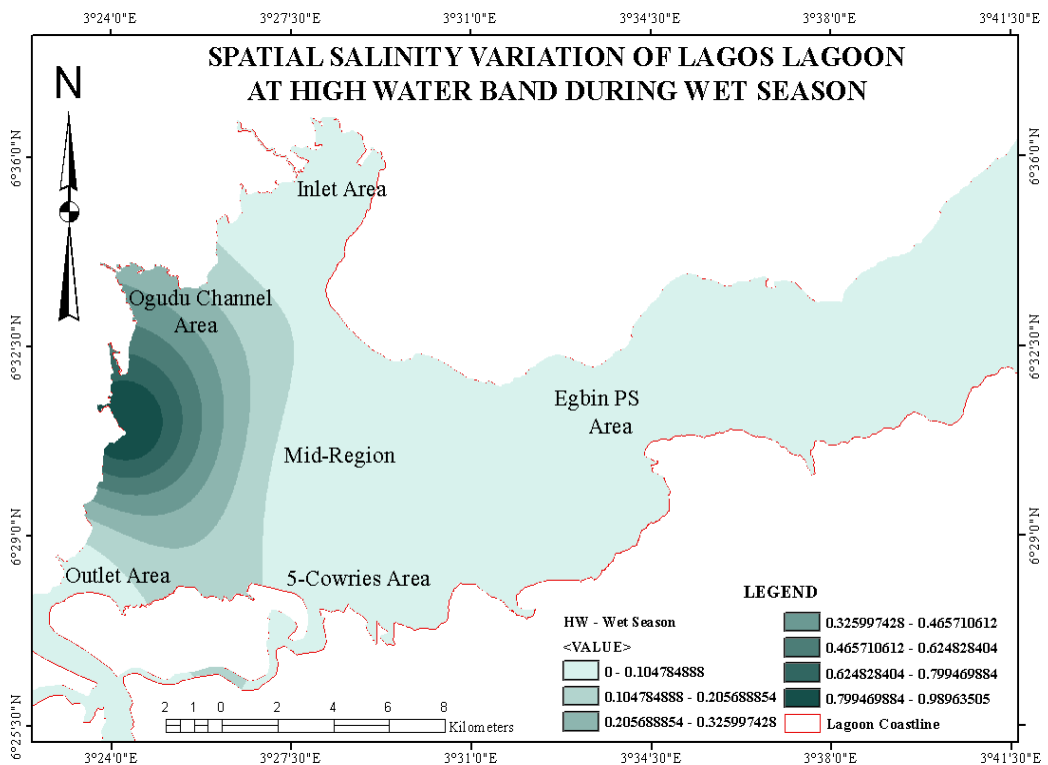 3°24'0"E 3°27'30"E 3°31'0"E 3°34'30"E 3°38'0"E 3°41'30"E
SPATIAL SALINITY VARIATION OF LAGOS LAGOON
AT HIGH WATER BAND DURING WET SEASON
N
6°36'0"N
6°36'0"N
Inlet Area
Ogudu Channel
Area
6°32'30"N
6°32'30"N
Egbin PS
Area
Mid-Region
6°29'0"N
6°29'0"N
Outlet Area
5-Cowries Area
LEGEND
HW - Wet Season
<VALUE>
0 - 0.104784888
0.104784888 - 0.205688854
0.205688854 - 0.325997428
0.325997428 - 0.465710612
0.465710612 - 0.624828404
0.624828404 - 0.799469884
0.799469884 - 0.98963505
Lagoon Coastline
2 1 0 2 4 6 8
Kilometers
6°25'30"N
6°25'30"N
3°24'0"E 3°27'30"E 3°31'0"E 3°34'30"E 3°38'0"E 3°41'30"E